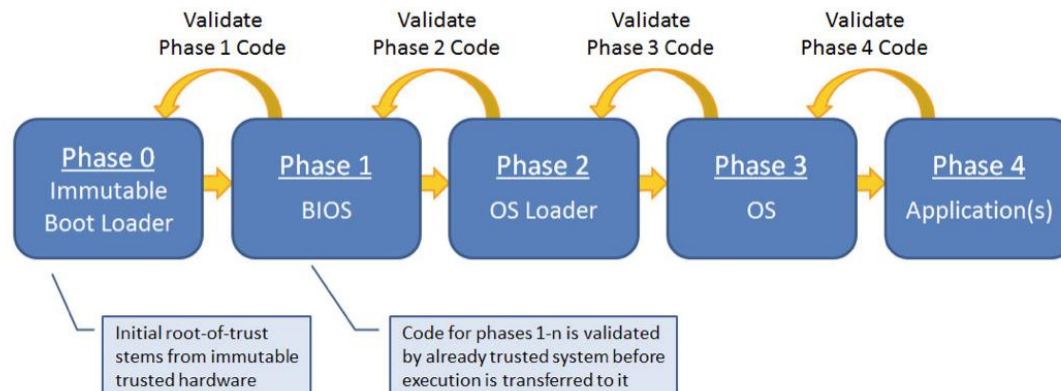 Validate
Phase 1 Code
Validate
Phase 2 Code
Validate
Phase 3 Code
Validate
Phase 4 Code
Phase 0
Immutable
Boot Loader
Phase 1
BIOS
Phase 2
OS Loader
Phase 3
OS
Phase 4
Application(s)
Initial root-of-trust
stems from immutable
trusted hardware
Code for phases 1-n is validated
by already trusted system before
execution is transferred to it